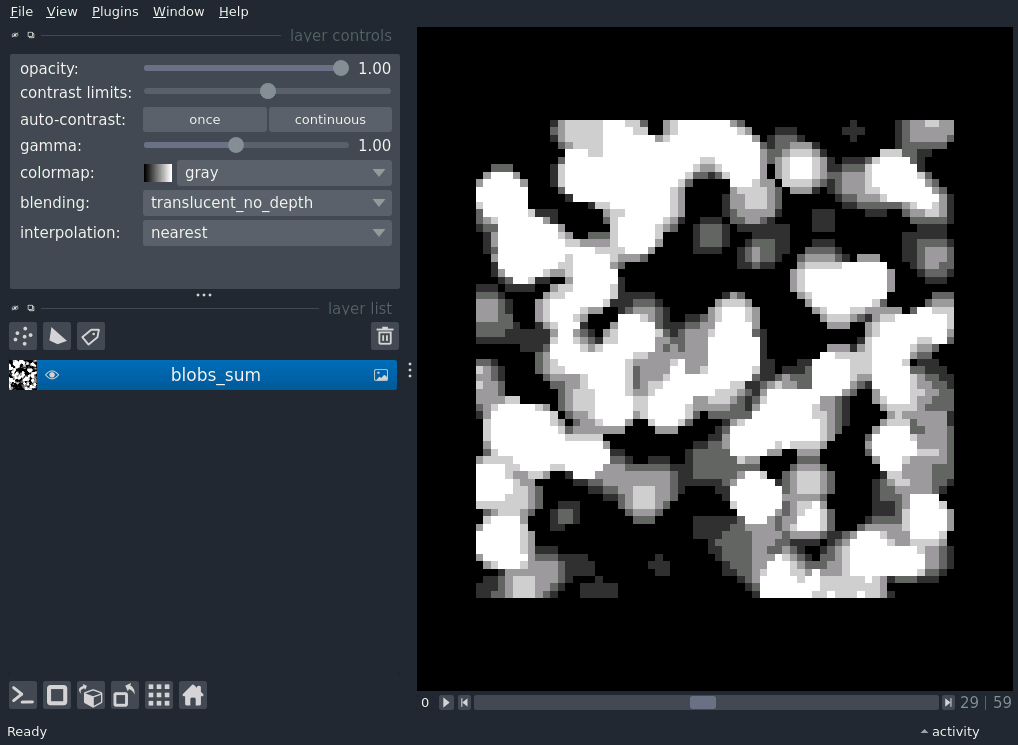 File View Plugins Window Help
layer controls
opacity: 1.00
contrast limits:
auto-contrast: once continuous
gamma: 1.00
colormap: gray
blending: translucent_no_depth
interpolation: nearest
layer list
blobs_sum
0 29 | 59
Ready activity